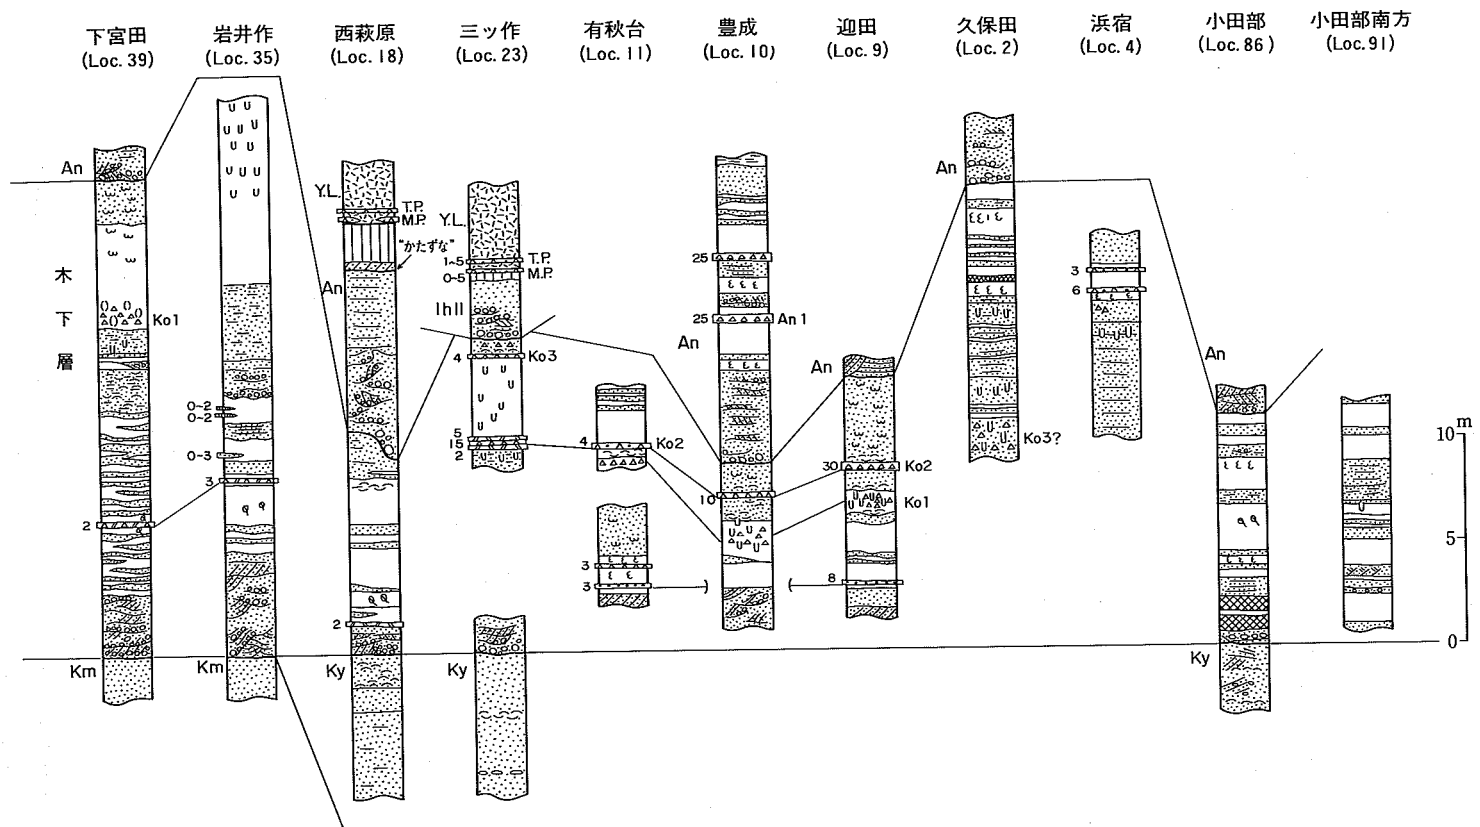 下宮田
(Loc. 39)
岩井作
(Loc. 35)
西萩原
(Loc. 18)
三ッ作
(Loc. 23)
有秋台
(Loc. 11)
豊成
(Loc. 10)
迎田
(Loc. 9)
久保田
(Loc. 2)
浜宿
(Loc. 4)
小田部
(Loc. 86)
小田部南方
(Loc. 91)
木下層
An
Ko1
2
Km
0~2
0~2
0~3
3
Km
Y.L.
T.P.
M.P.
"かたずな"
An
2
Ky
Y.L.
1~5
T.P.
0~5
M.P.
IhII
4
Ko3
5
15
2
Ky
4
Ko2
3
3
25
25
An 1
An
10
An
30
Ko2
Ko1
8
An
Ko3?
3
6
An
Ky
m
10
5
0